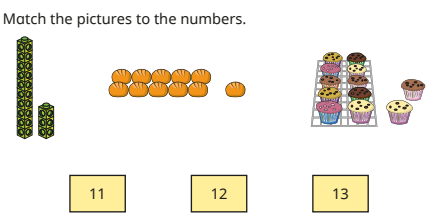 Match the pictures to the numbers.
11
12
13